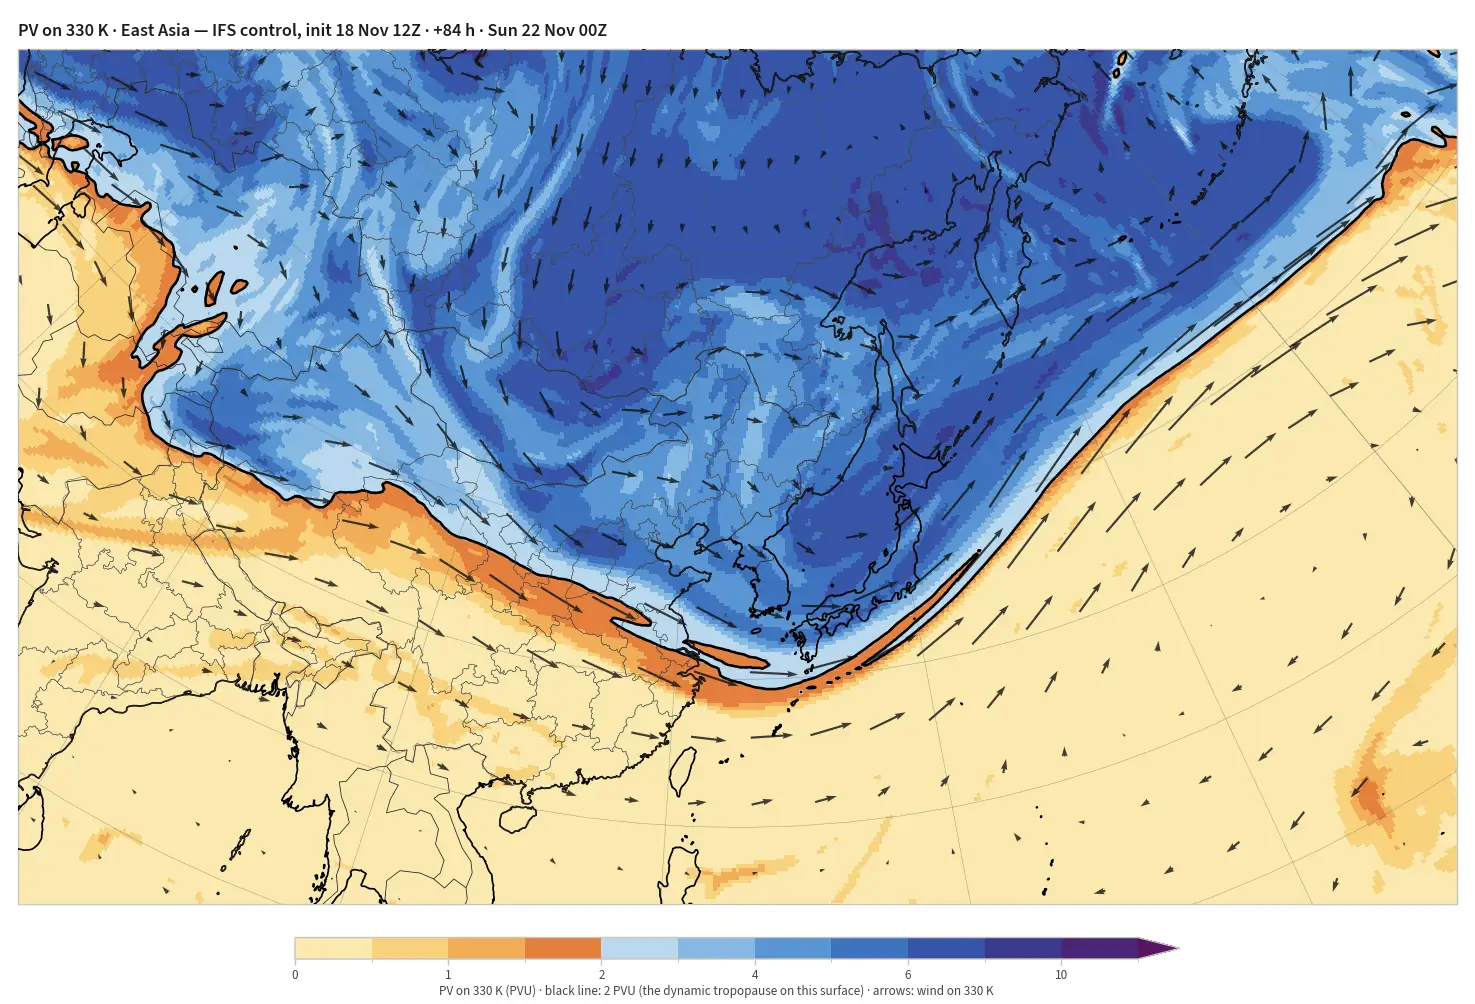 PV on 330 K · East Asia — IFS control, init 18 Nov 12Z · +84 h · Sun 22 Nov 00Z
0 1 2 4 6 10
PV on 330 K (PVU) · black line: 2 PVU (the dynamic tropopause on this surface) · arrows: wind on 330 K